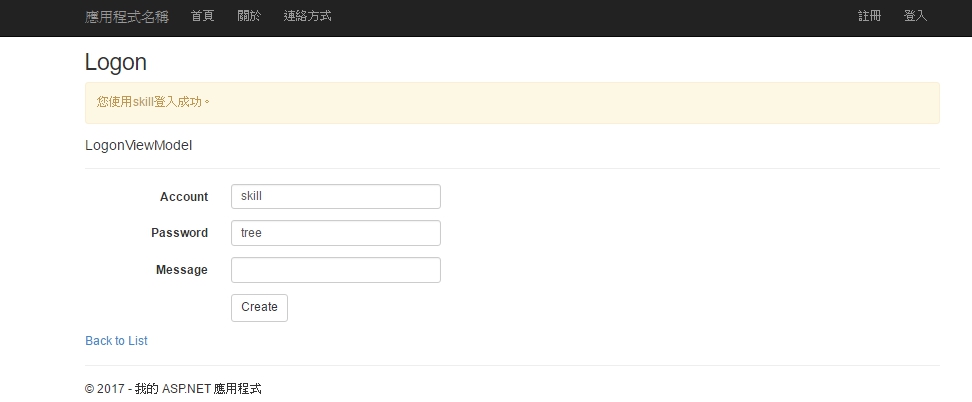 應用程式名稱 首頁 關於 連絡方式 註冊 登入
Logon
您使用skill登入成功。
LogonViewModel
Account skill
Password tree
Message
Create
Back to List
© 2017 - 我的 ASP.NET 應用程式